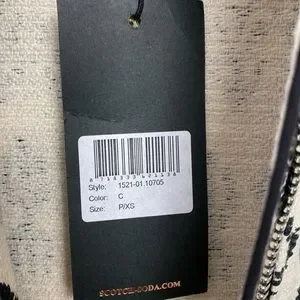 Style: 1521-01.10705
Color: C
Size: P/XS
SCOTCH-SODA.COM